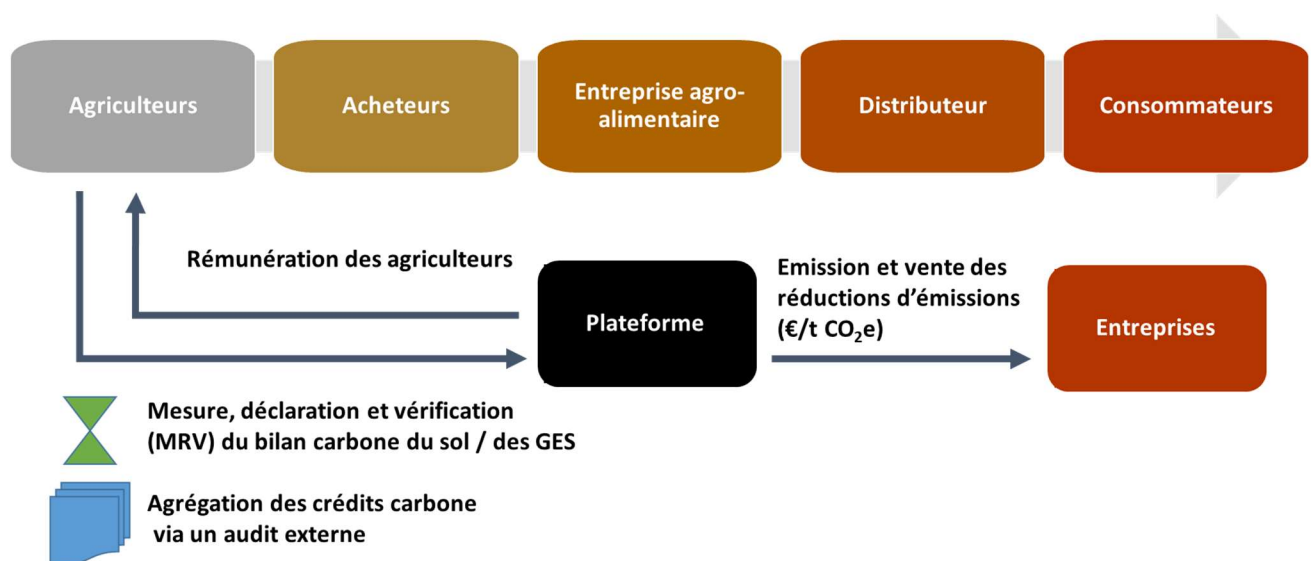 Agriculteurs
Acheteurs
Entreprise agro-
alimentaire
Distributeur
Consommateurs
Rémunération des agriculteurs
Plateforme
Emission et vente des
réductions d’émissions
(€/t CO₂e)
Entreprises
Mesure, déclaration et vérification
(MRV) du bilan carbone du sol / des GES
Agrégation des crédits carbone
via un audit externe